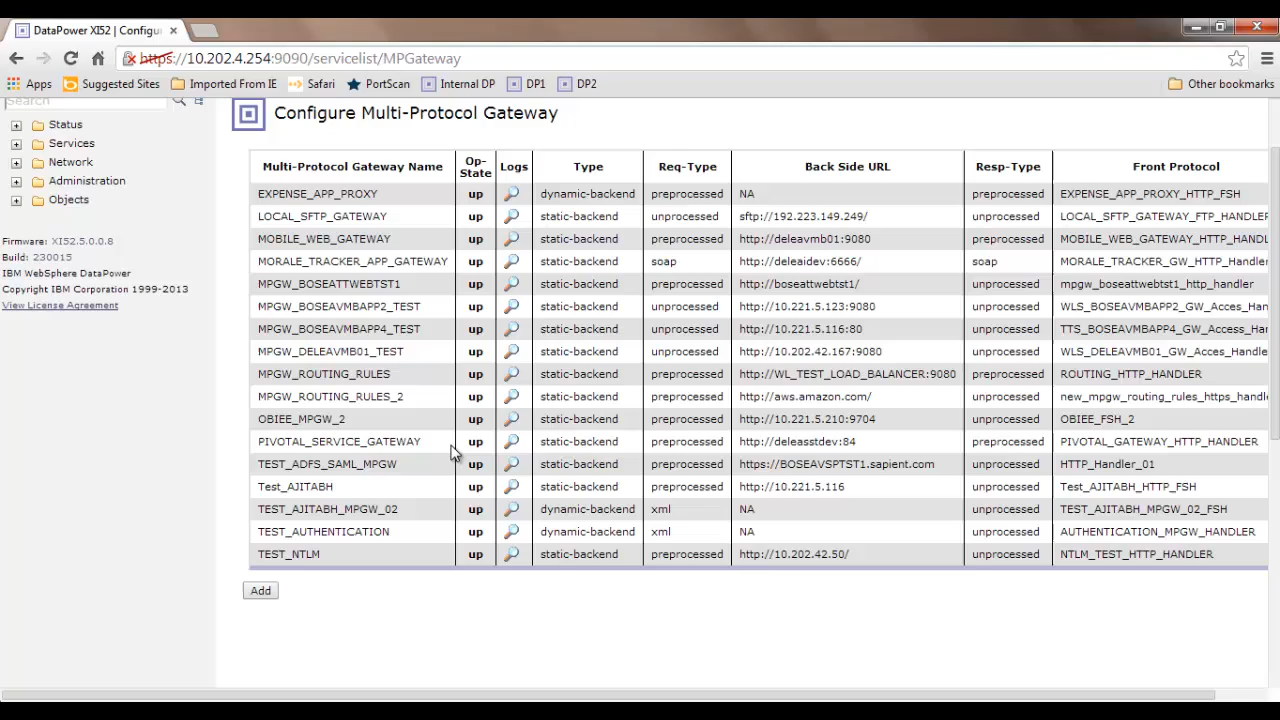 DataPower XI52 | Configu
https://10.202.4.254:9090/servicelist/MPGateway
Apps Suggested Sites Imported From IE Safari PortScan Internal DP DP1 DP2 Other bookmarks
Search
Status
Services
Network
Administration
Objects
Firmware: XI52.5.0.0.8
Build: 230015
IBM WebSphere DataPower
Copyright IBM Corporation 1999-2013
View License Agreement
Configure Multi-Protocol Gateway
Multi-Protocol Gateway Name Op-State Logs Type Req-Type Back Side URL Resp-Type Front Protocol
EXPENSE_APP_PROXY up dynamic-backend preprocessed NA preprocessed EXPENSE_APP_PROXY_HTTP_FSH
LOCAL_SFTP_GATEWAY up static-backend unprocessed sftp://192.223.149.249/ unprocessed LOCAL_SFTP_GATEWAY_FTP_HANDLER
MOBILE_WEB_GATEWAY up static-backend preprocessed http://deleavmb01:9080 preprocessed MOBILE_WEB_GATEWAY_HTTP_HANDL
MORALE_TRACKER_APP_GATEWAY up static-backend soap http://deleaidev:6666/ soap MORALE_TRACKER_GW_HTTP_Handler
MPGW_BOSEATTWEBTST1 up static-backend preprocessed http://boseattwebtst1/ unprocessed mpgw_boseattwebtst1_http_handler
MPGW_BOSEAVMBAPP2_TEST up static-backend unprocessed http://10.221.5.123:9080 unprocessed WLS_BOSEAVMBAPP2_GW_Acces_Han
MPGW_BOSEAVMBAPP4_TEST up static-backend unprocessed http://10.221.5.116:80 unprocessed TTS_BOSEAVMBAPP4_GW_Access_Han
MPGW_DELEAVMB01_TEST up static-backend unprocessed http://10.202.42.167:9080 unprocessed WLS_DELEAVMB01_GW_Acces_Handle
MPGW_ROUTING_RULES up static-backend preprocessed http://WL_TEST_LOAD_BALANCER:9080 preprocessed ROUTING_HTTP_HANDLER
MPGW_ROUTING_RULES_2 up static-backend preprocessed http://aws.amazon.com/ unprocessed new_mpgw_routing_rules_https_handl
OBIEE_MPGW_2 up static-backend preprocessed http://10.221.5.210:9704 unprocessed OBIEE_FSH_2
PIVOTAL_SERVICE_GATEWAY up static-backend preprocessed http://deleasstdev:84 preprocessed PIVOTAL_GATEWAY_HTTP_HANDLER
TEST_ADFS_SAML_MPGW up static-backend preprocessed https://BOSEAVSPTST1.sapient.com unprocessed HTTP_Handler_01
Test_AJITABH up static-backend preprocessed http://10.221.5.116 unprocessed Test_AJITABH_HTTP_FSH
TEST_AJITABH_MPGW_02 up dynamic-backend xml NA unprocessed TEST_AJITABH_MPGW_02_FSH
TEST_AUTHENTICATION up dynamic-backend xml NA unprocessed AUTHENTICATION_MPGW_HANDLER
TEST_NTLM up static-backend preprocessed http://10.202.42.50/ unprocessed NTLM_TEST_HTTP_HANDLER
Add